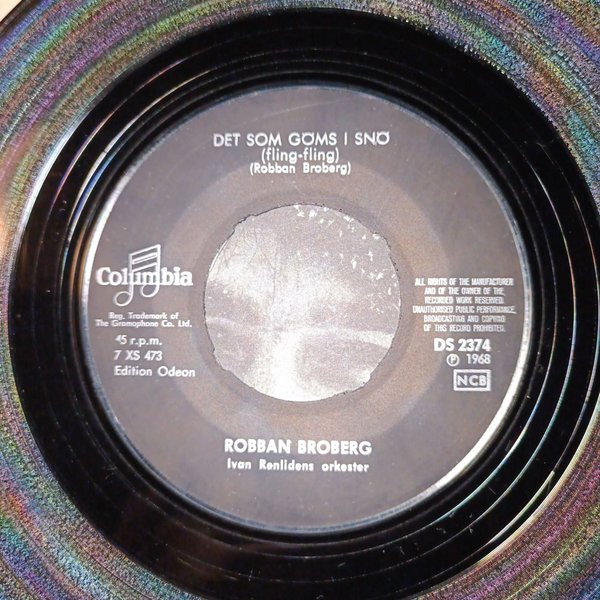 DET SOM GÖMS I SNÖ
(fling-fling)
(Robban Broberg)
Columbia
Reg. Trademark of
The Gramophone Co. Ltd.
45 r.p.m.
7 XS 473
Edition Odeon
ALL RIGHTS OF THE MANUFACTURER
AND OF THE OWNER OF THE
RECORDED WORK RESERVED.
UNAUTHORISED PUBLIC PERFORMANCE,
BROADCASTING AND COPYING
OF THIS RECORD PROHIBITED.
DS 2374
℗ 1968
NCB
ROBBAN BROBERG
Ivan Renlidens orkester